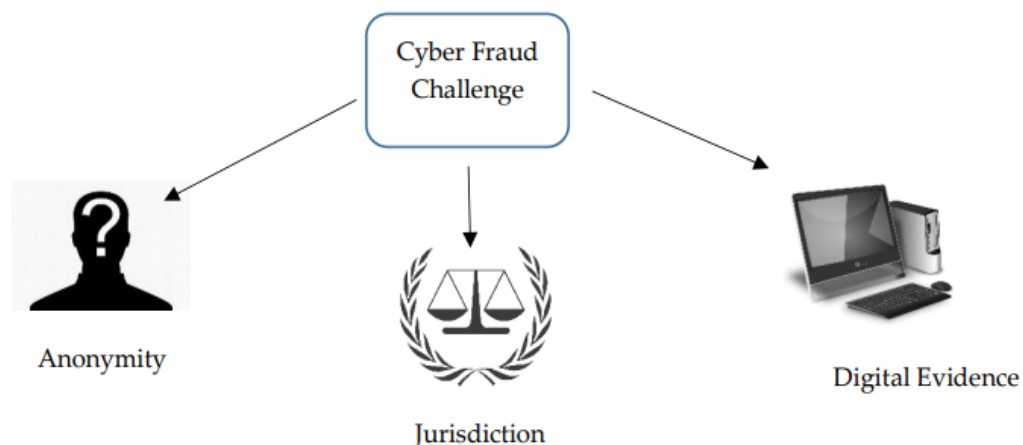 Cyber Fraud
Challenge
Anonymity
Jurisdiction
Digital Evidence